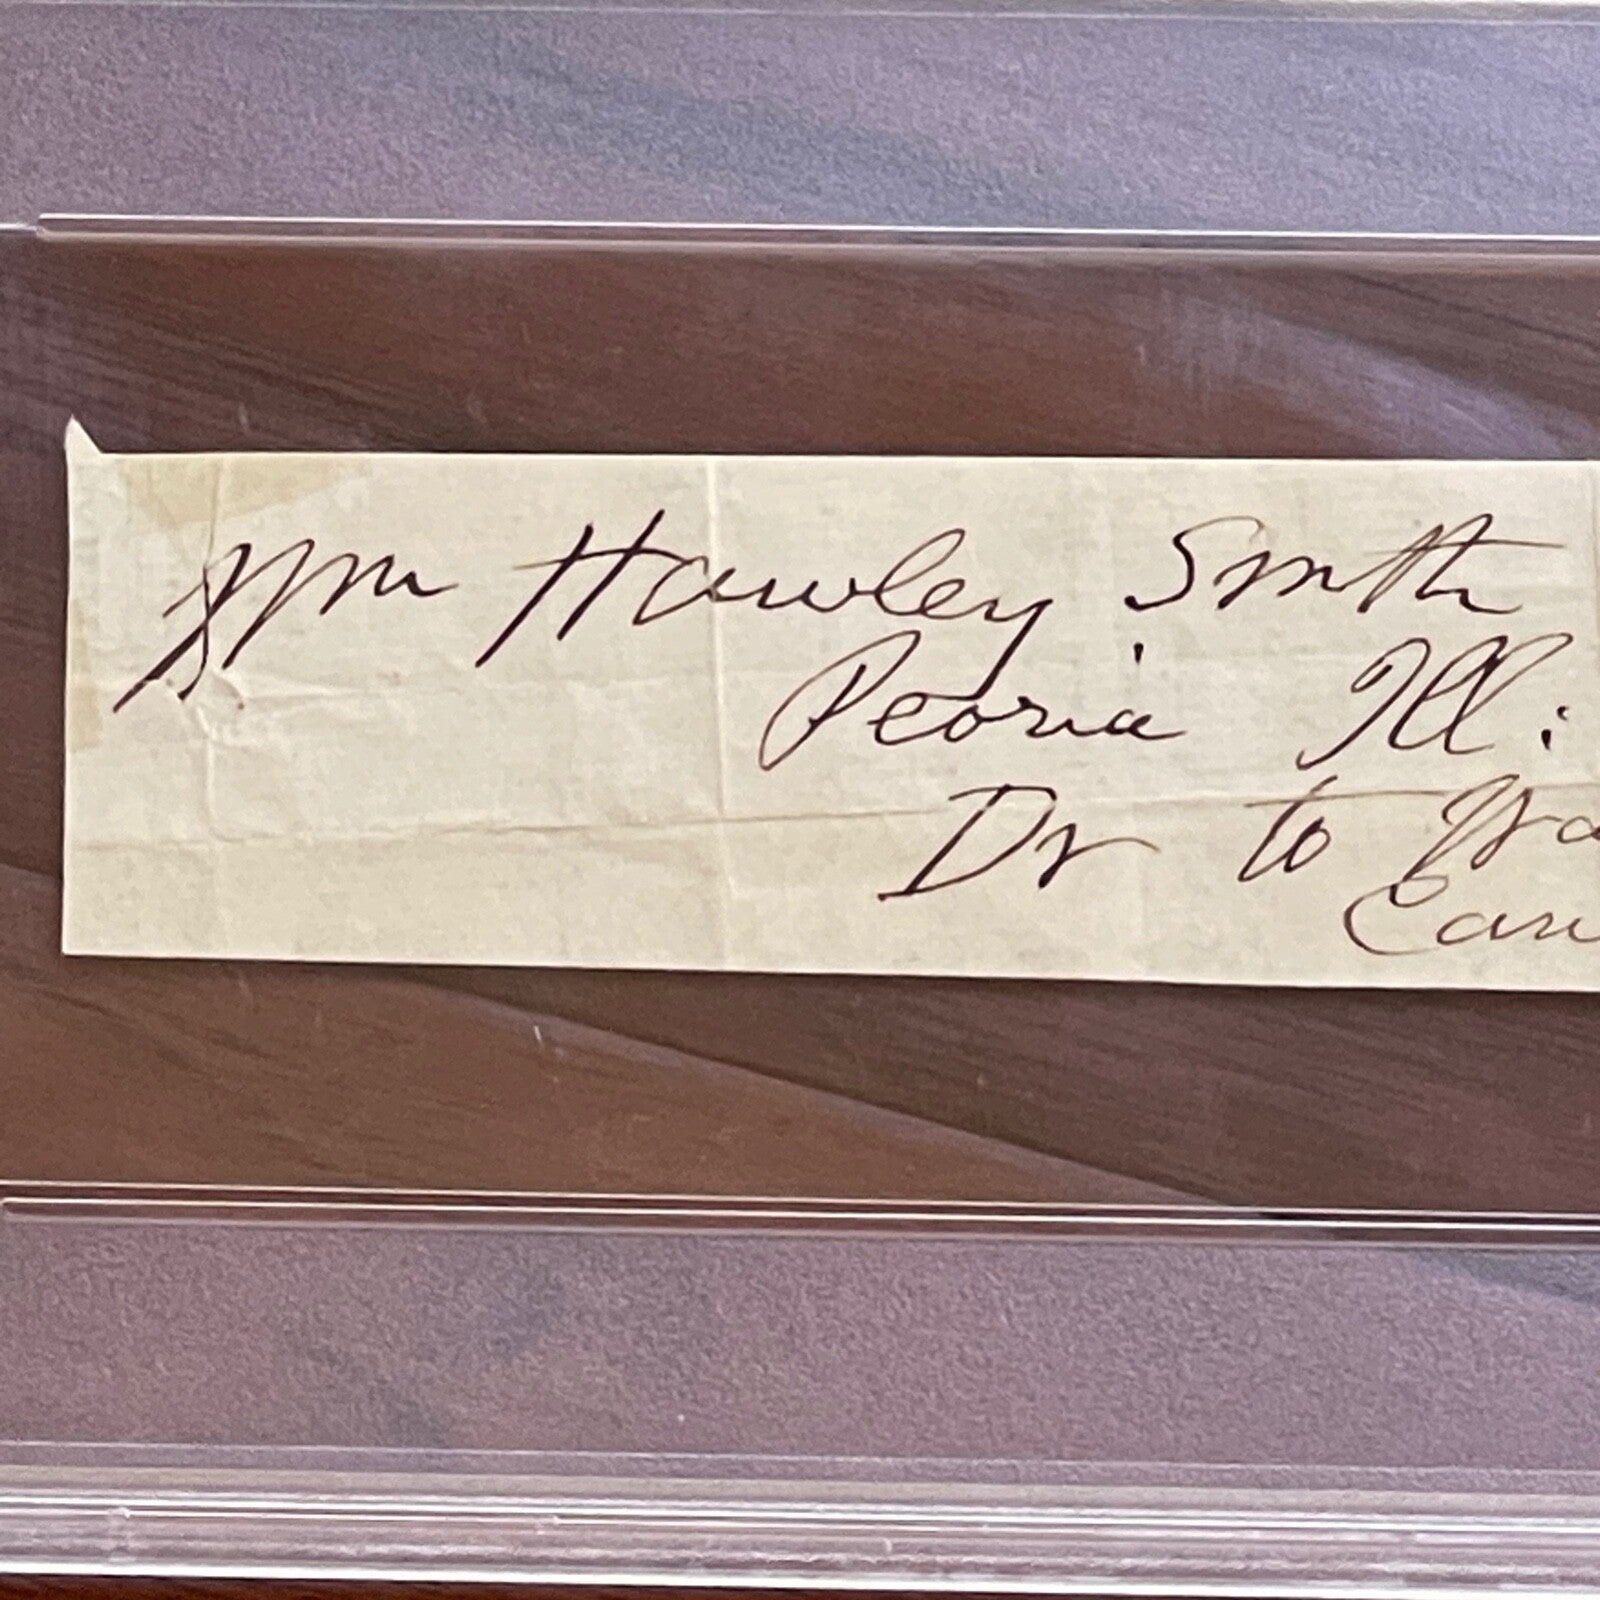 Wm Hawley Smith
Peoria Ill:
Dr to